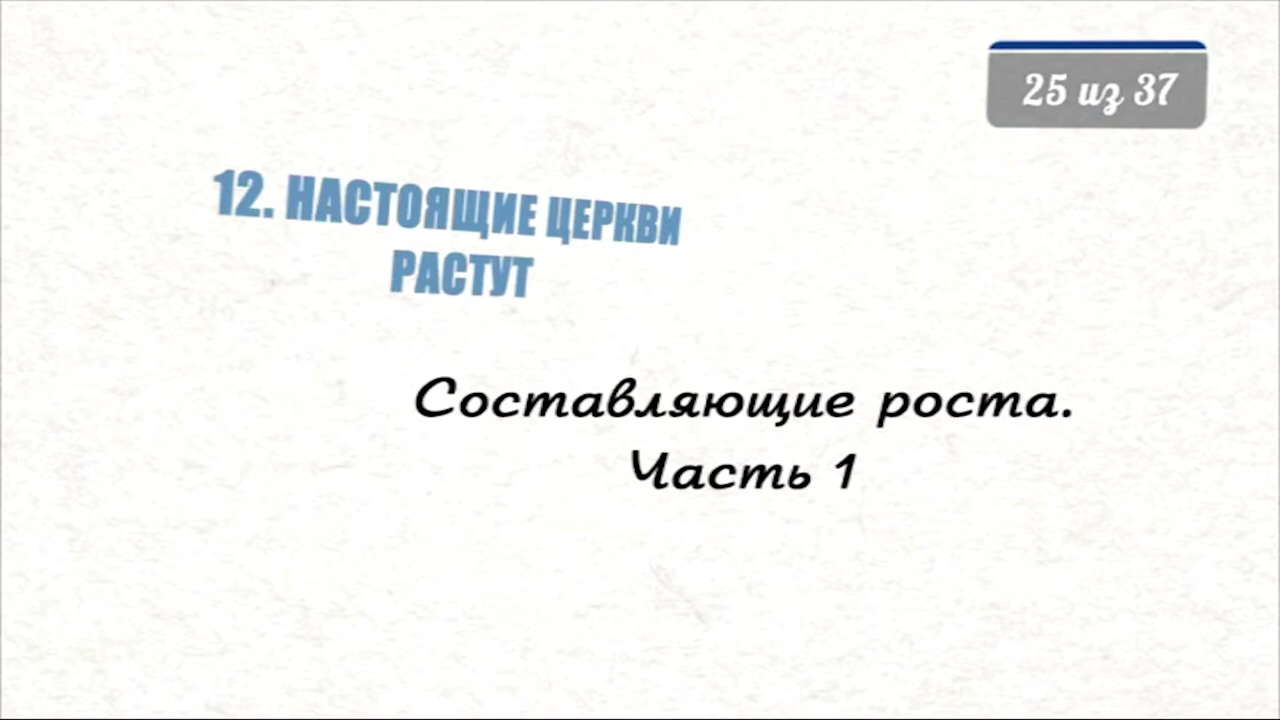 25 из 37
12. НАСТОЯЩИЕ ЦЕРКВИ
РАСТУТ
Составляющие роста.
Часть 1